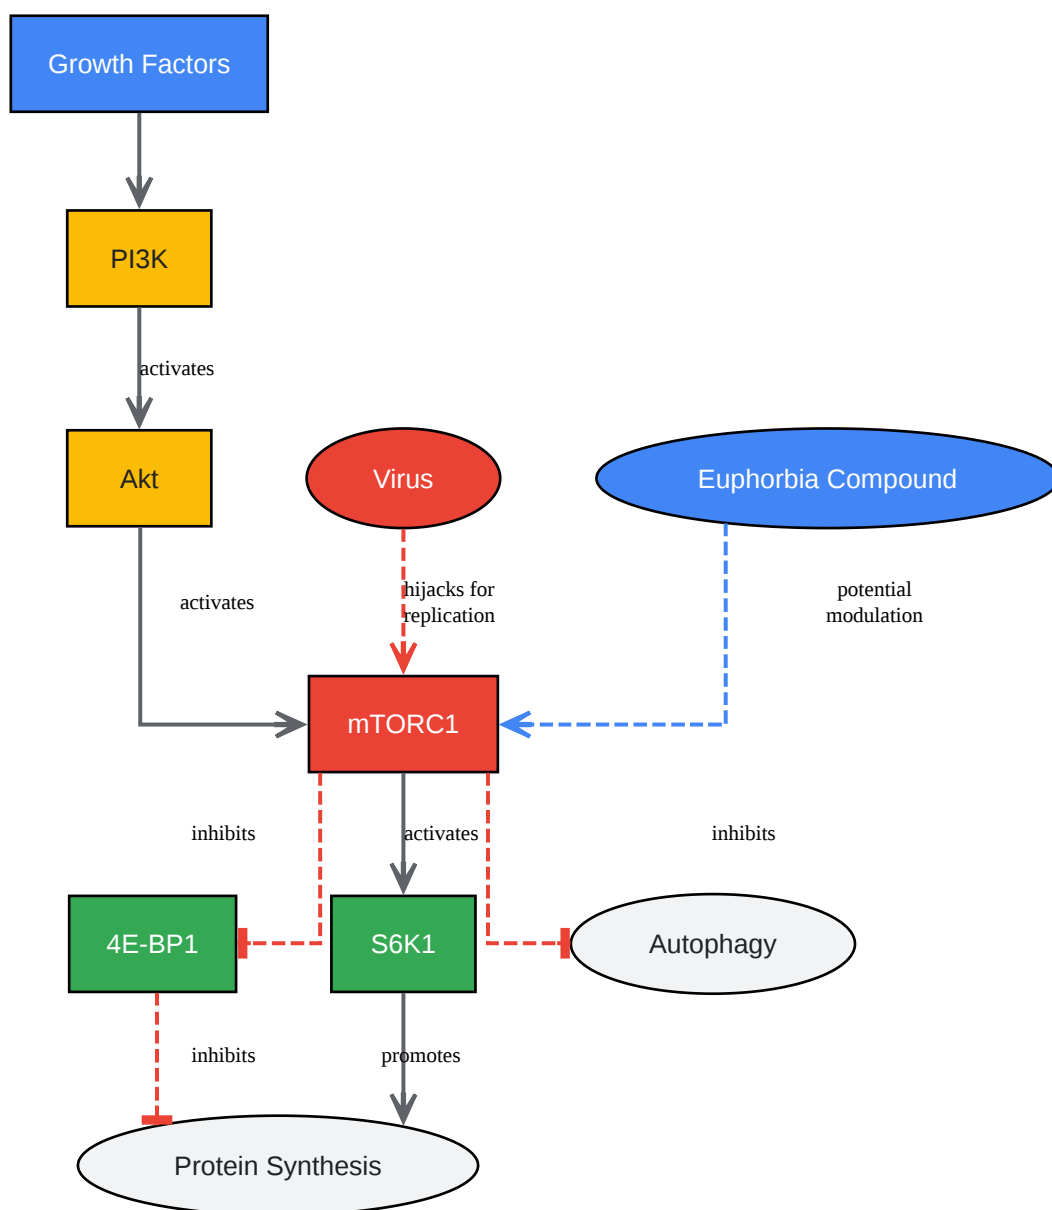 Growth Factors
PI3K
activates
Akt
Virus
Euphorbia Compound
activates
hijacks for
replication
potential
modulation
mTORC1
inhibits
activates
inhibits
4E-BP1
S6K1
Autophagy
inhibits
promotes
Protein Synthesis